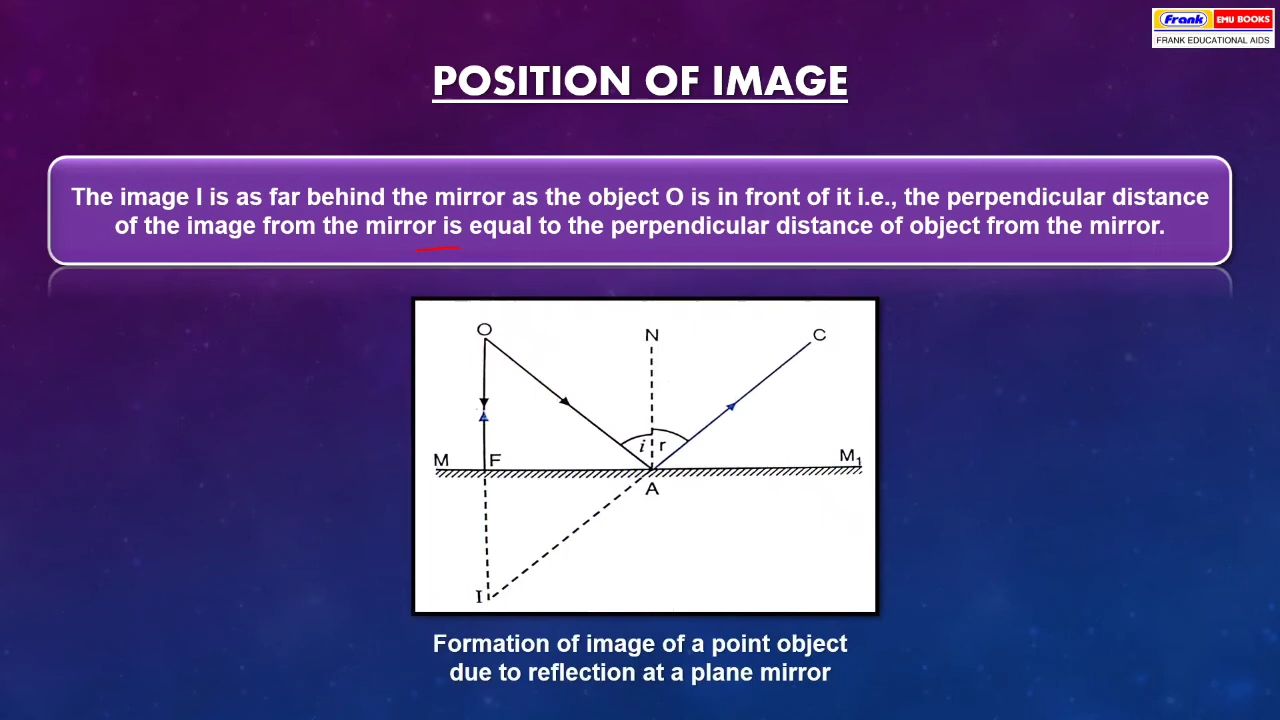 Frank EMU BOOKS
FRANK EDUCATIONAL AIDS
POSITION OF IMAGE
The image I is as far behind the mirror as the object O is in front of it i.e., the perpendicular distance
of the image from the mirror is equal to the perpendicular distance of object from the mirror.
O N C
i r
M F M1
A
I
Formation of image of a point object
due to reflection at a plane mirror